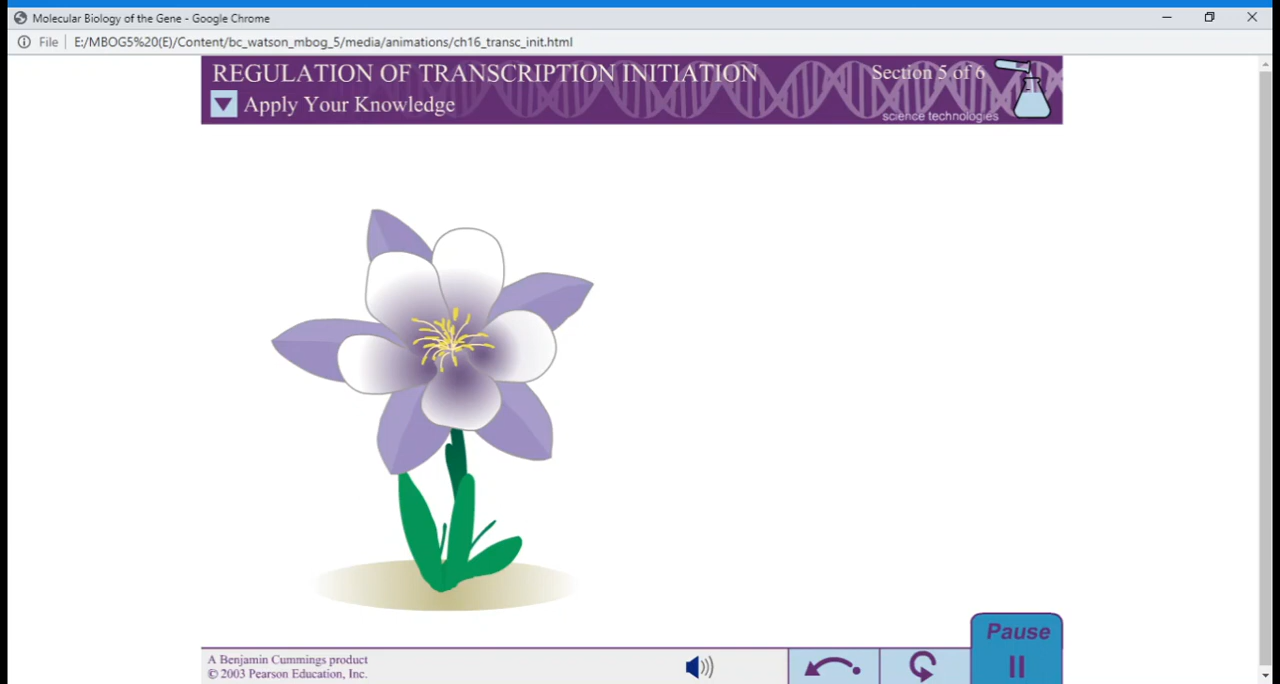 Molecular Biology of the Gene - Google Chrome
File E:/MBOG5%20(E)/Content/bc_watson_mbog_5/media/animations/ch16_transc_init.html
REGULATION OF TRANSCRIPTION INITIATION Section 5 of 6
Apply Your Knowledge
science technologies
Pause
A Benjamin Cummings product
© 2003 Pearson Education, Inc.